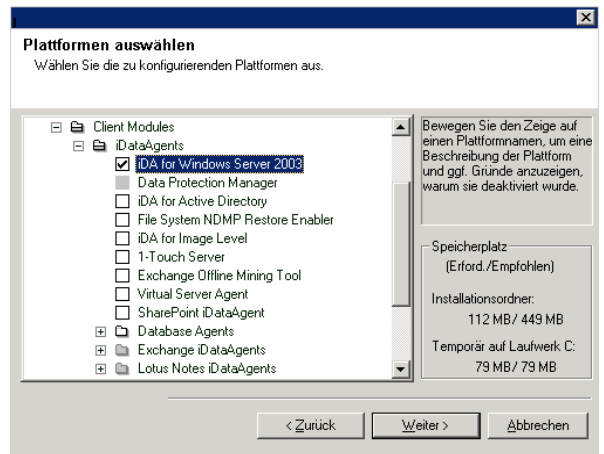 Plattformen auswählen
Wählen Sie die zu konfigurierenden Plattformen aus.
Client Modules
iDataAgents
iDA for Windows Server 2003
Data Protection Manager
iDA for Active Directory
File System NDMP Restore Enabler
iDA for Image Level
1-Touch Server
Exchange Offline Mining Tool
Virtual Server Agent
SharePoint iDataAgent
Database Agents
Exchange iDataAgents
Lotus Notes iDataAgents
Bewegen Sie den Zeige auf
einen Plattformnamen, um eine
Beschreibung der Plattform
und ggf. Gründe anzuzeigen,
warum sie deaktiviert wurde.
Speicherplatz
(Erford./Empfohlen)
Installationsordner:
112 MB/ 449 MB
Temporär auf Laufwerk C:
79 MB/ 79 MB
< Zurück
Weiter >
Abbrechen